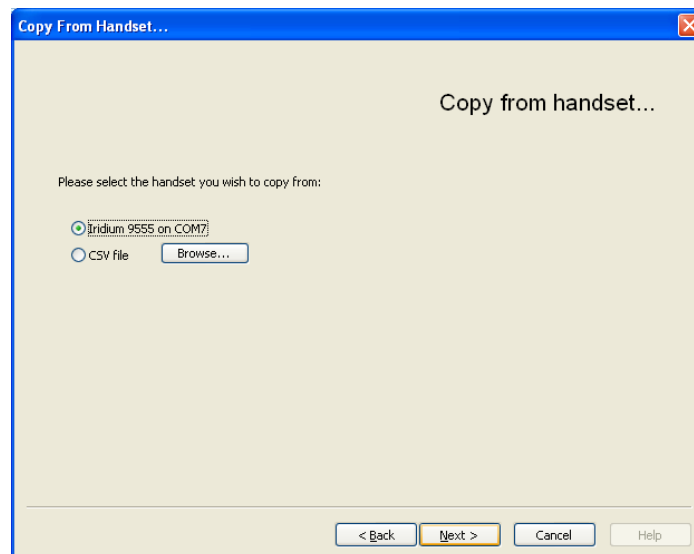 Copy From Handset...
Copy from handset...
Please select the handset you wish to copy from:
Iridium 9555 on COM7
CSV file Browse...
< Back Next > Cancel Help